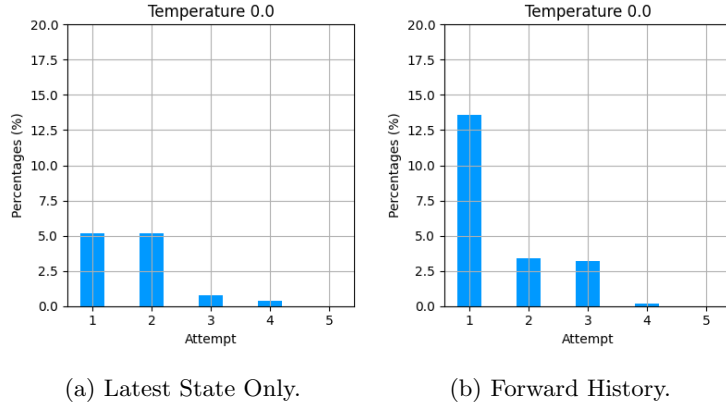 Temperature 0.0
20.0
17.5
15.0
12.5
10.0
7.5
5.0
2.5
0.0
Percentages (%)
1 2 3 4 5
Attempt
(a) Latest State Only.
Temperature 0.0
20.0
17.5
15.0
12.5
10.0
7.5
5.0
2.5
0.0
Percentages (%)
1 2 3 4 5
Attempt
(b) Forward History.